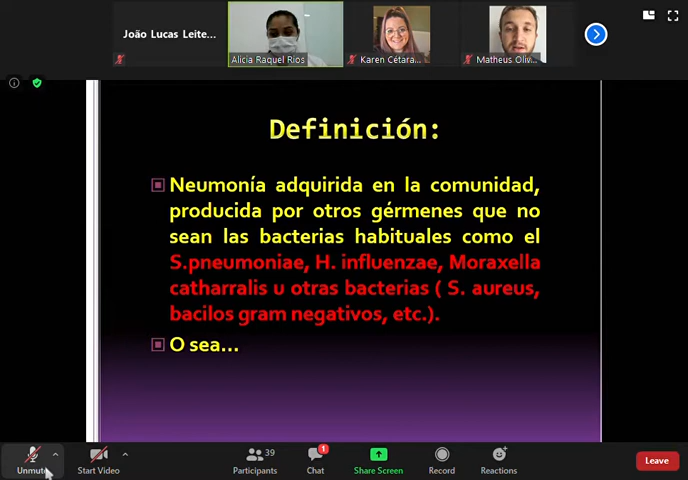 João Lucas Leite...
Alicia Raquel Rios
Karen Cétara...
Matheus Oliv...
Definición:
Neumonía adquirida en la comunidad,
producida por otros gérmenes que no
sean las bacterias habituales como el
S.pneumoniae, H. influenzae, Moraxella
catharralis u otras bacterias ( S. aureus,
bacilos gram negativos, etc.).
O sea...
Unmute
Start Video
39
Participants
1
Chat
Share Screen
Record
Reactions
Leave